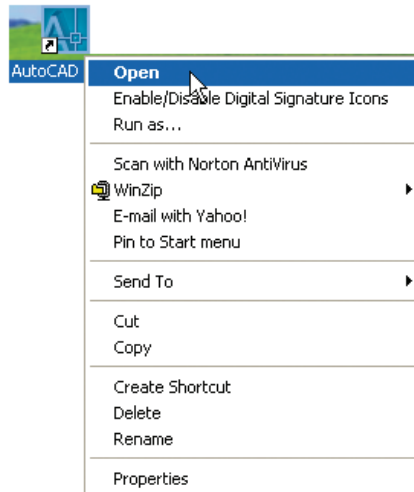 AutoCAD
Open
Enable/Disable Digital Signature Icons
Run as...
Scan with Norton AntiVirus
WinZip
E-mail with Yahoo!
Pin to Start menu
Send To
Cut
Copy
Create Shortcut
Delete
Rename
Properties